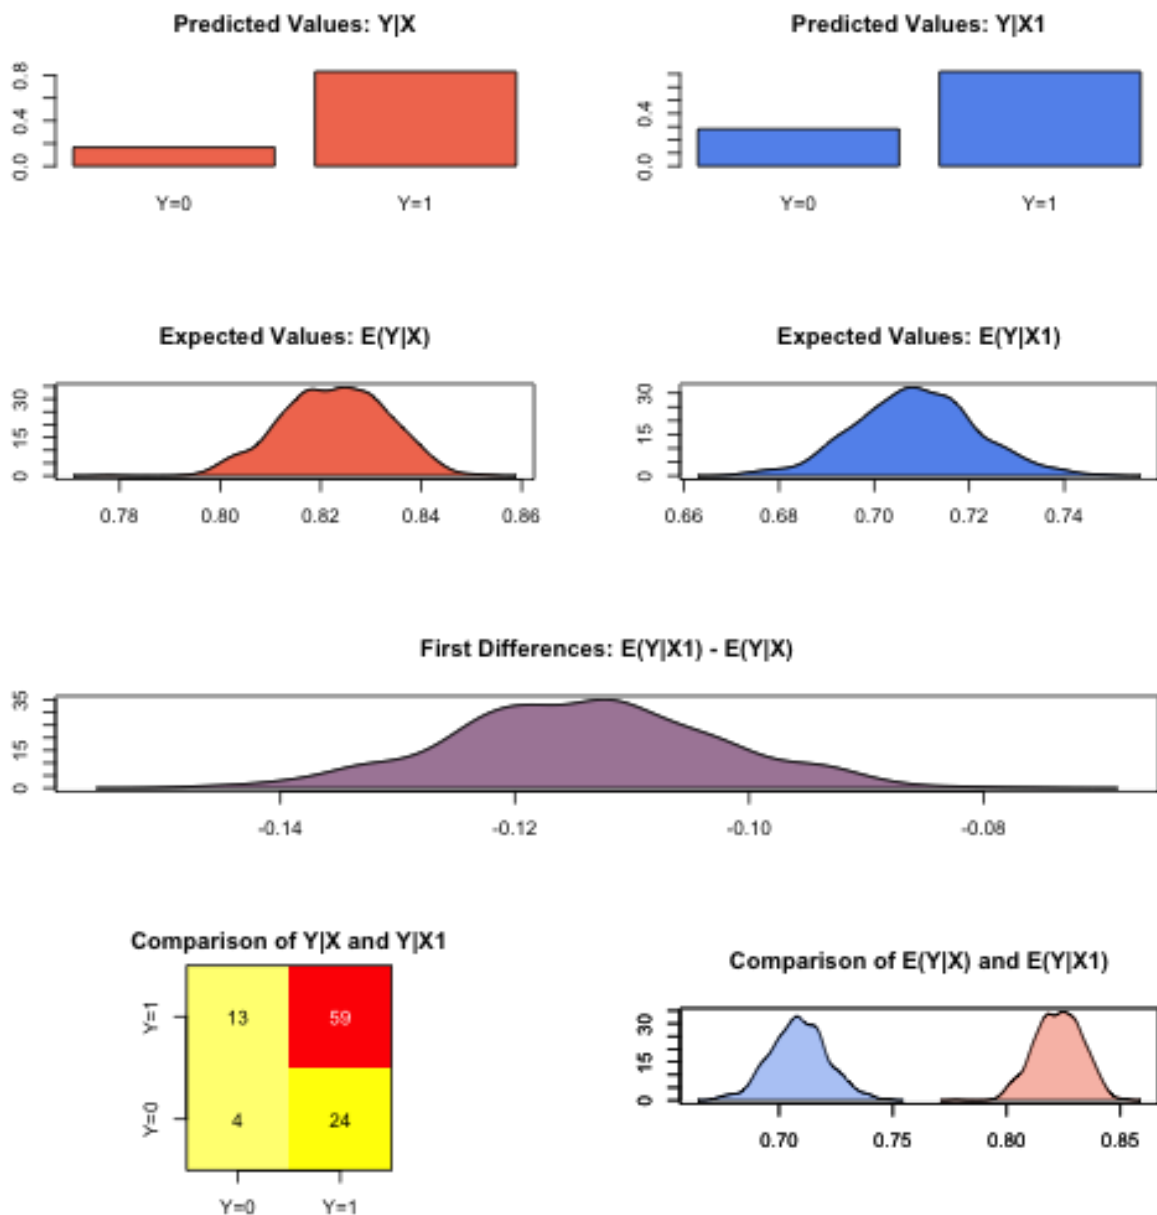 Predicted Values: Y|X
0.0 0.4 0.8
Y=0 Y=1
Predicted Values: Y|X1
0.0 0.4
Y=0 Y=1
Expected Values: E(Y|X)
0 15 30
0.78 0.80 0.82 0.84 0.86
Expected Values: E(Y|X1)
0 15 30
0.66 0.68 0.70 0.72 0.74
First Differences: E(Y|X1) - E(Y|X)
0 15 35
-0.14 -0.12 -0.10 -0.08
Comparison of Y|X and Y|X1
Y=1 13 59
Y=0 4 24
Y=0 Y=1
Comparison of E(Y|X) and E(Y|X1)
0 15 30
0.70 0.75 0.80 0.85